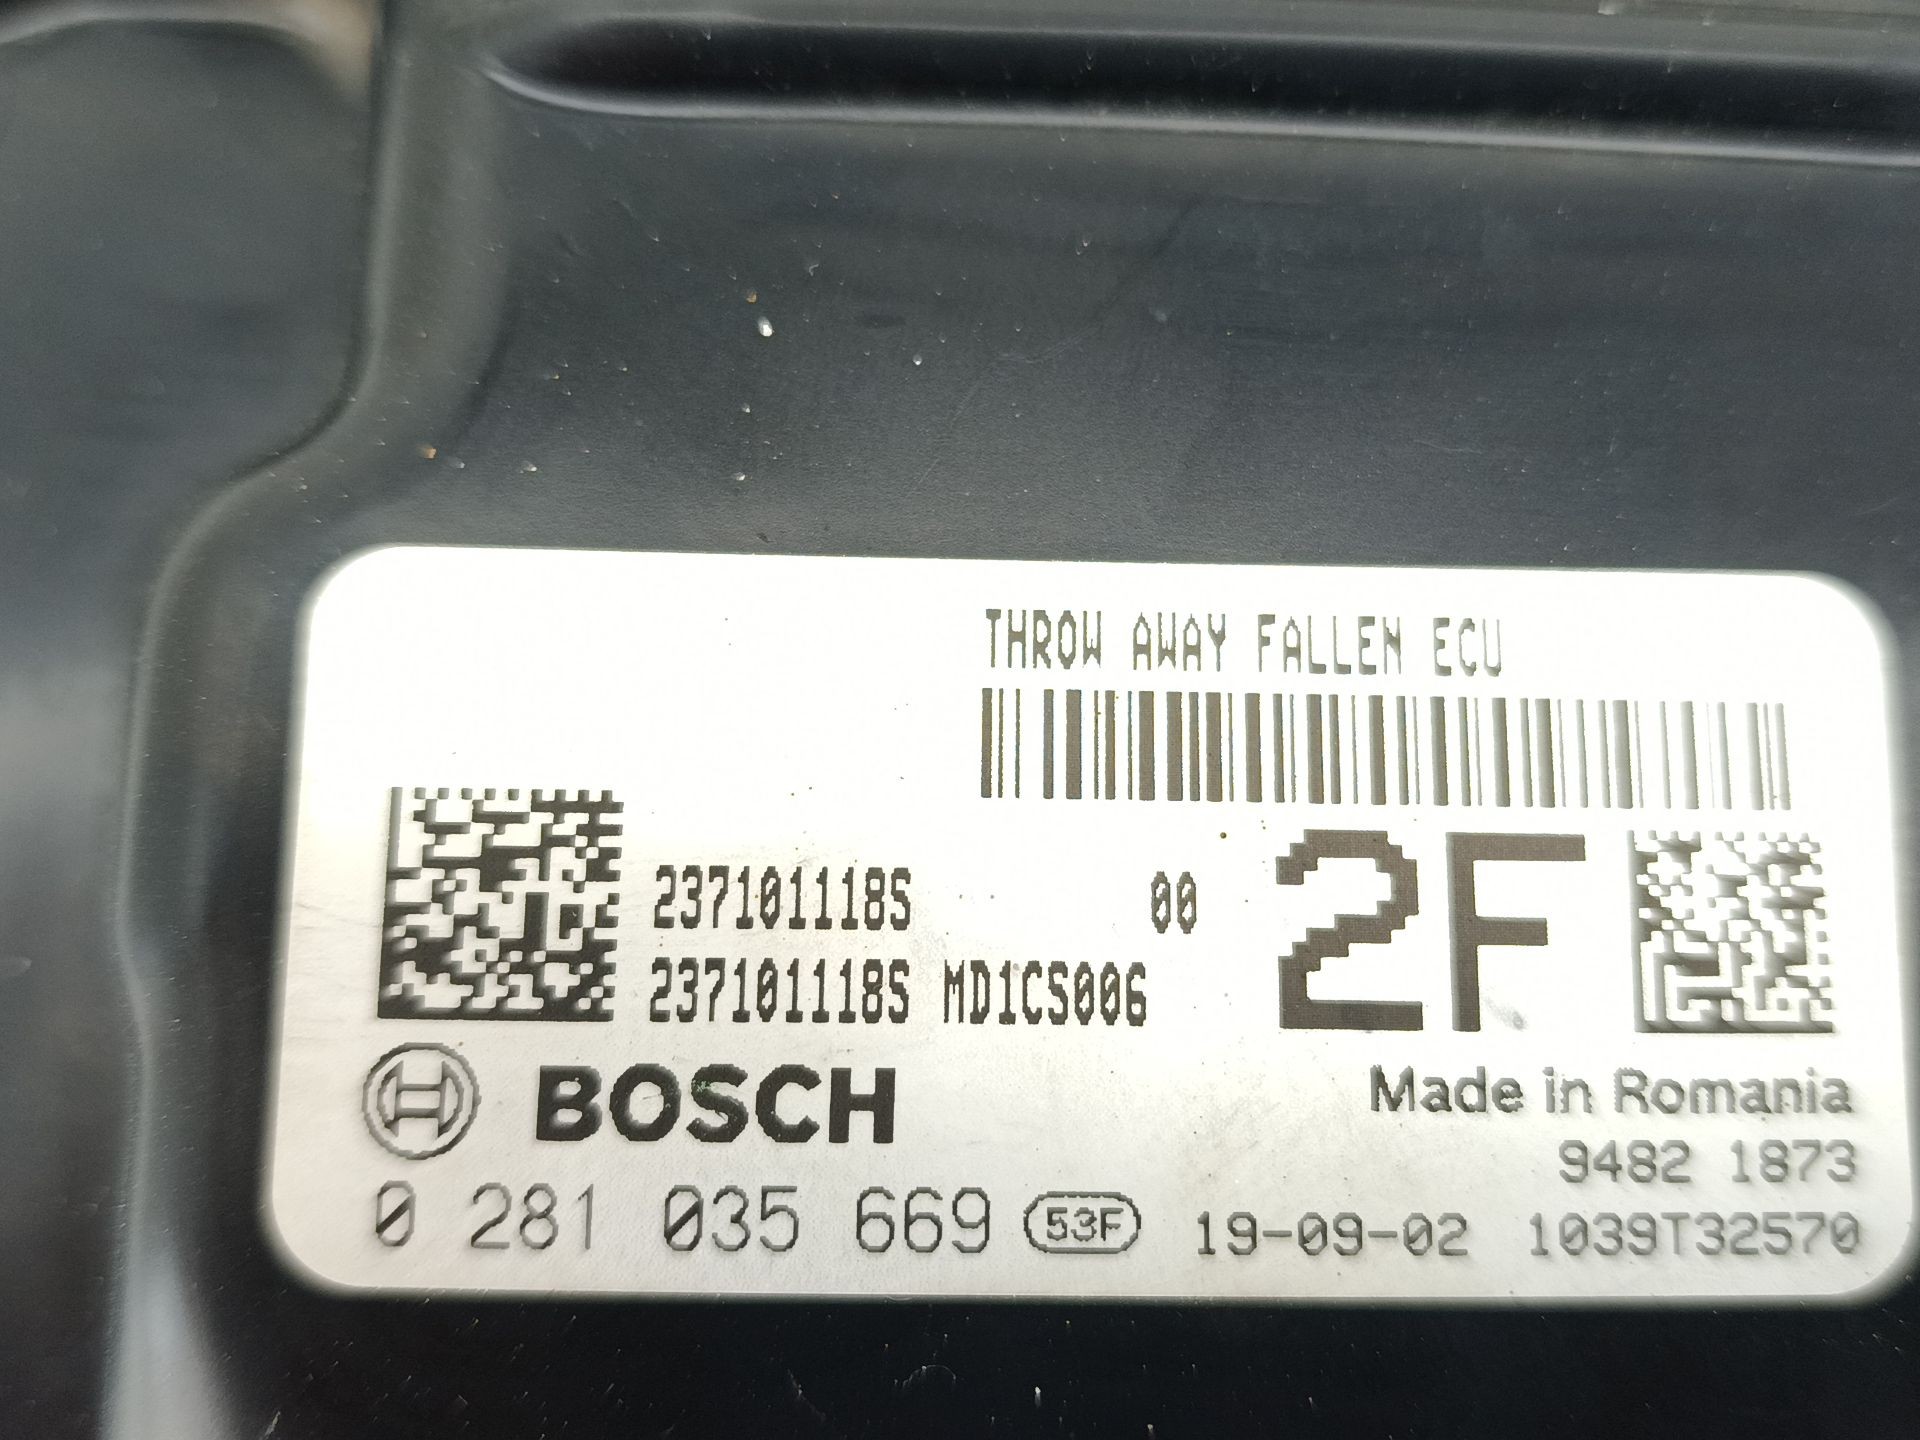 THROW AWAY FALLEN ECU
237101118S 00
237101118S MD1CS006
2F
BOSCH
Made in Romania
9482 1873
0 281 035 669 53F 19-09-02 1039T32570